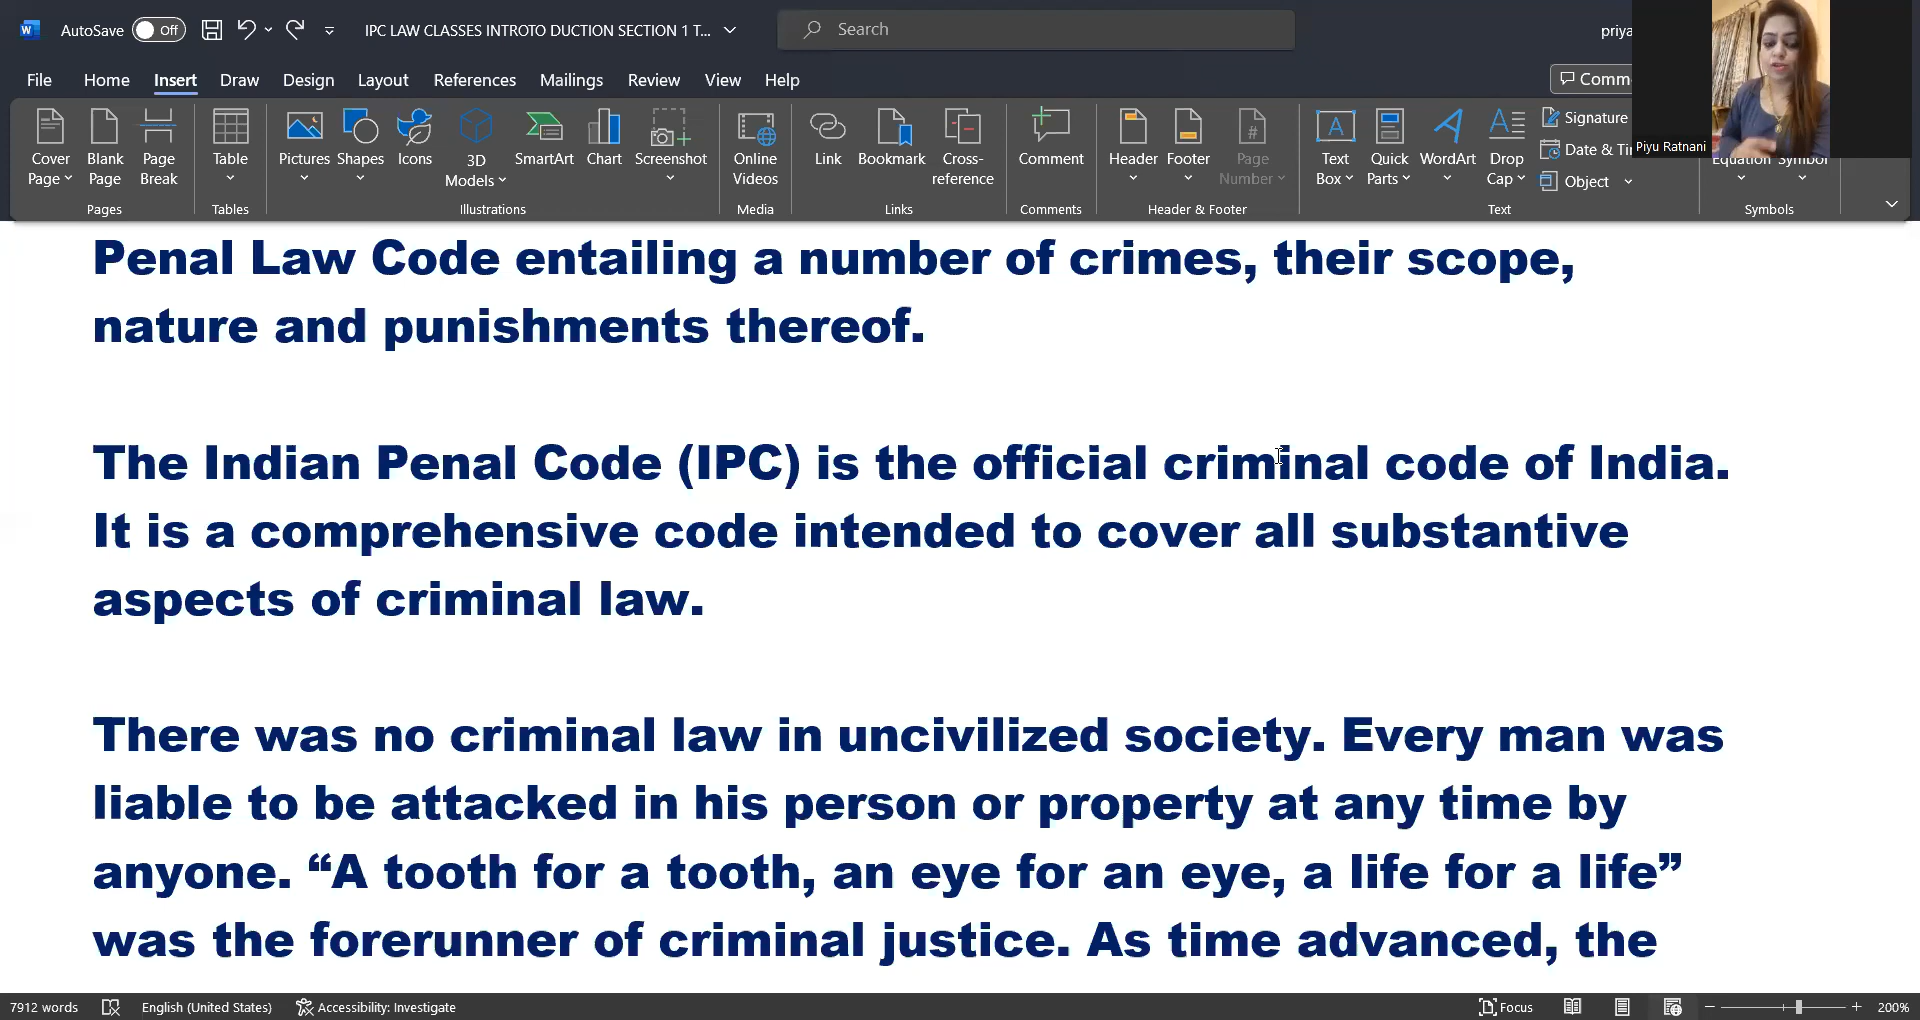 AutoSave Off IPC LAW CLASSES INTROTO DUCTION SECTION 1 T... Search priya
File Home Insert Draw Design Layout References Mailings Review View Help Comm
Cover Page Blank Page Page Break Table Pictures Shapes Icons 3D Models SmartArt Chart Screenshot Online Videos Link Bookmark Cross-reference Comment Header Footer Page Number Text Box Quick Parts WordArt Drop Cap Signature
Date & Ti
Object
Equation Symbol
Piyu Ratnani
Pages Tables Illustrations Media Links Comments Header & Footer Text Symbols
Penal Law Code entailing a number of crimes, their scope,
nature and punishments thereof.
The Indian Penal Code (IPC) is the official criminal code of India.
It is a comprehensive code intended to cover all substantive
aspects of criminal law.
There was no criminal law in uncivilized society. Every man was
liable to be attacked in his person or property at any time by
anyone. “A tooth for a tooth, an eye for an eye, a life for a life”
was the forerunner of criminal justice. As time advanced, the
7912 words English (United States) Accessibility: Investigate Focus 200%